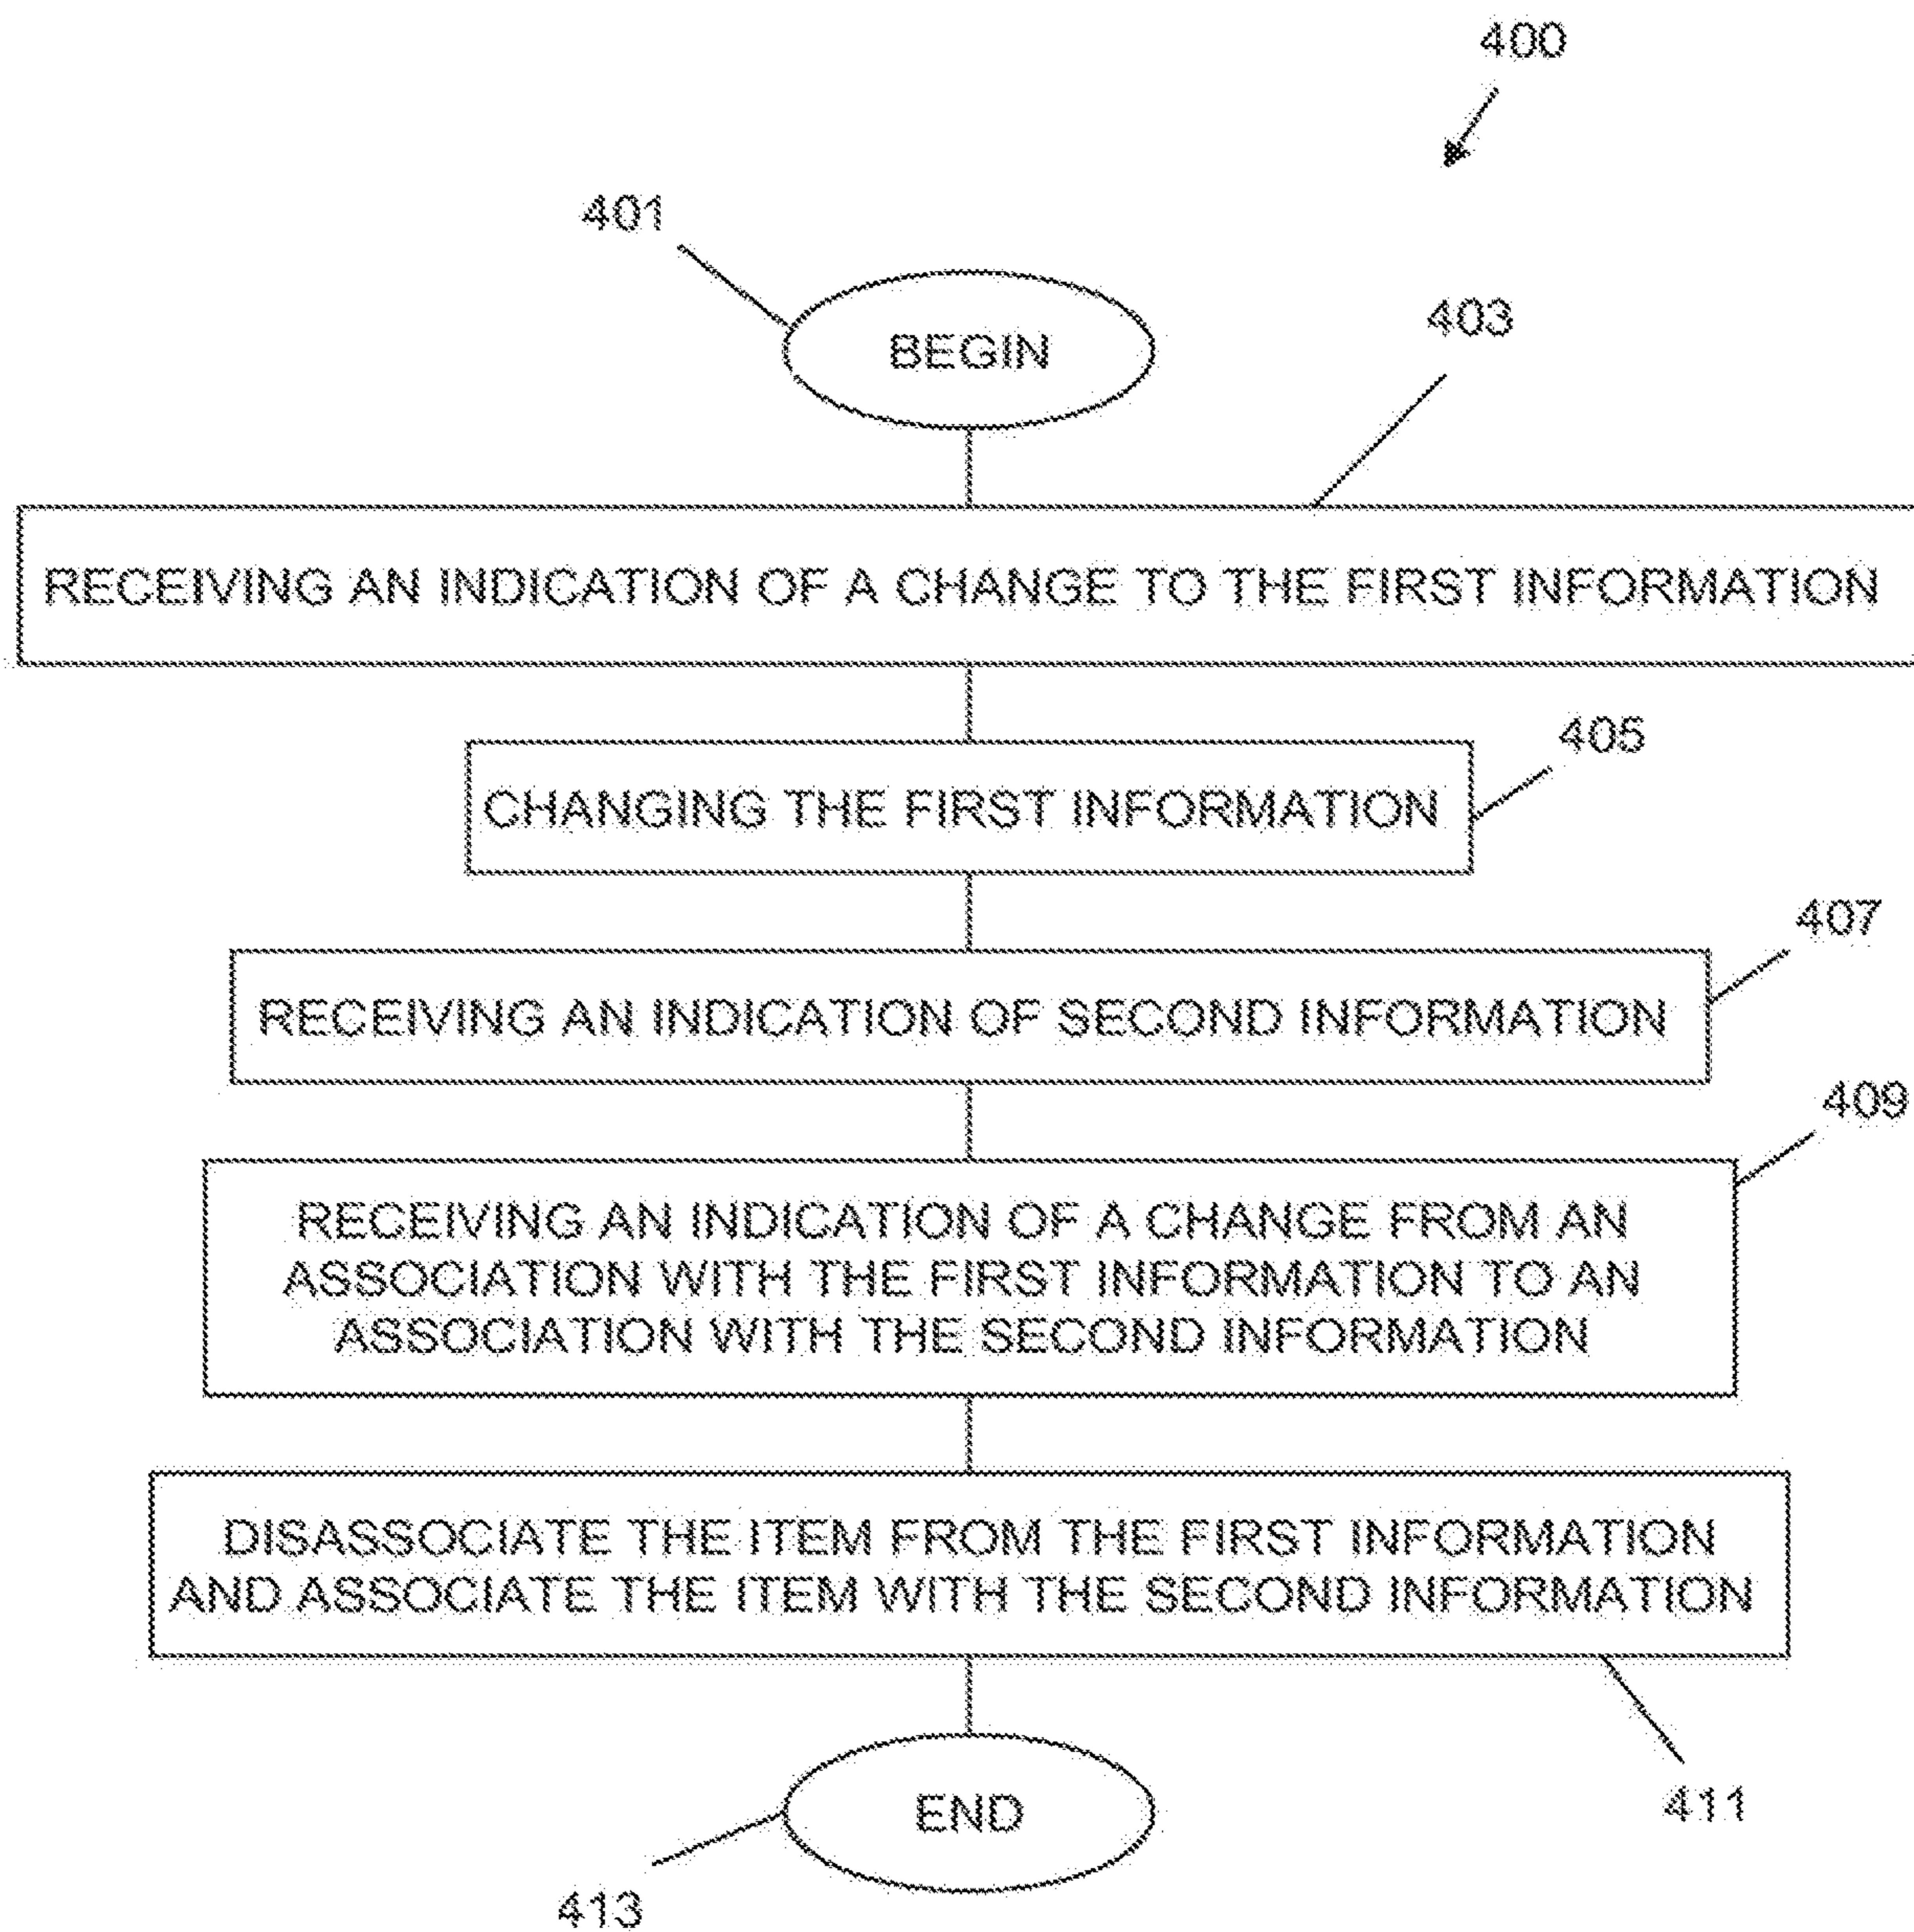 400
401
BEGIN
403
RECEIVING AN INDICATION OF A CHANGE TO THE FIRST INFORMATION
405
CHANGING THE FIRST INFORMATION
407
RECEIVING AN INDICATION OF SECOND INFORMATION
409
RECEIVING AN INDICATION OF A CHANGE FROM AN
ASSOCIATION WITH THE FIRST INFORMATION TO AN
ASSOCIATION WITH THE SECOND INFORMATION
DISASSOCIATE THE ITEM FROM THE FIRST INFORMATION
AND ASSOCIATE THE ITEM WITH THE SECOND INFORMATION
411
END
413